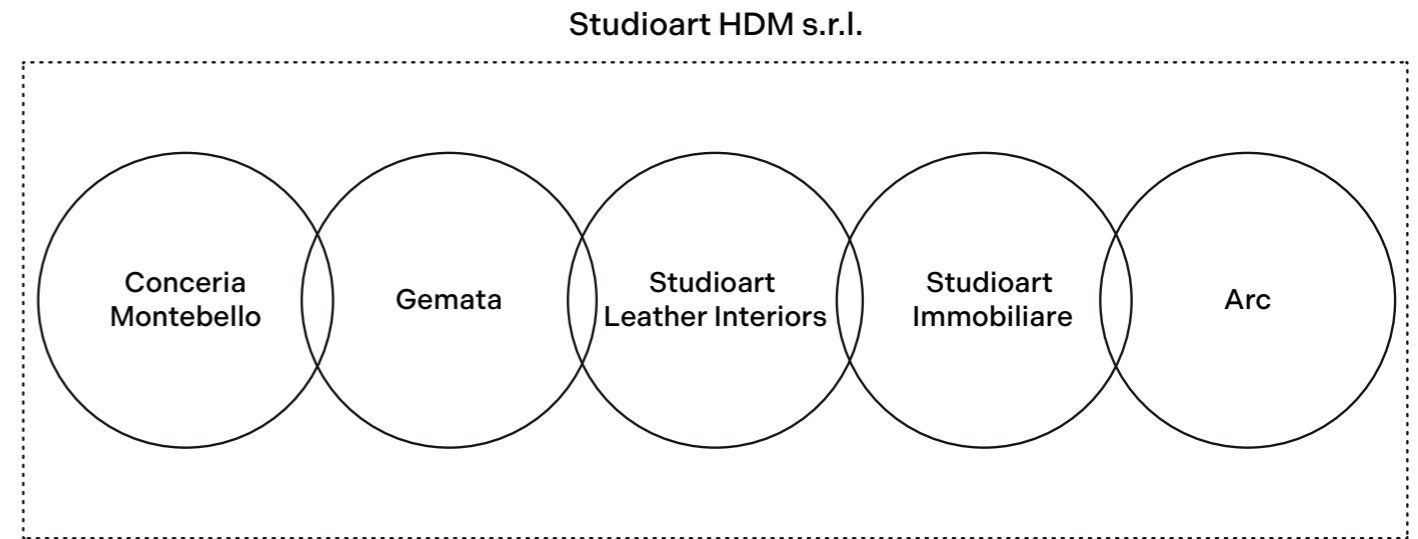 Studioart HDM s.r.l.
Conceria
Montebello
Gemata
Studioart
Leather Interiors
Studioart
Immobiliare
Arc